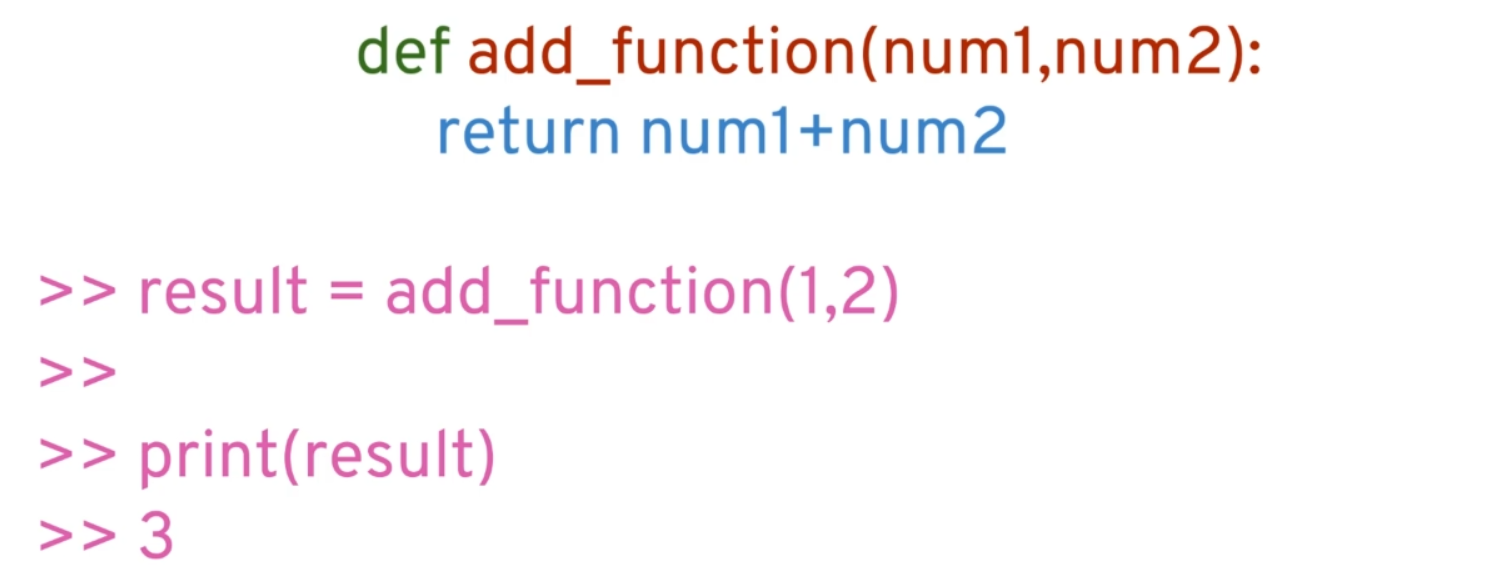 def add_function(num1,num2):
return num1+num2
>> result = add_function(1,2)
>>
>> print(result)
>> 3